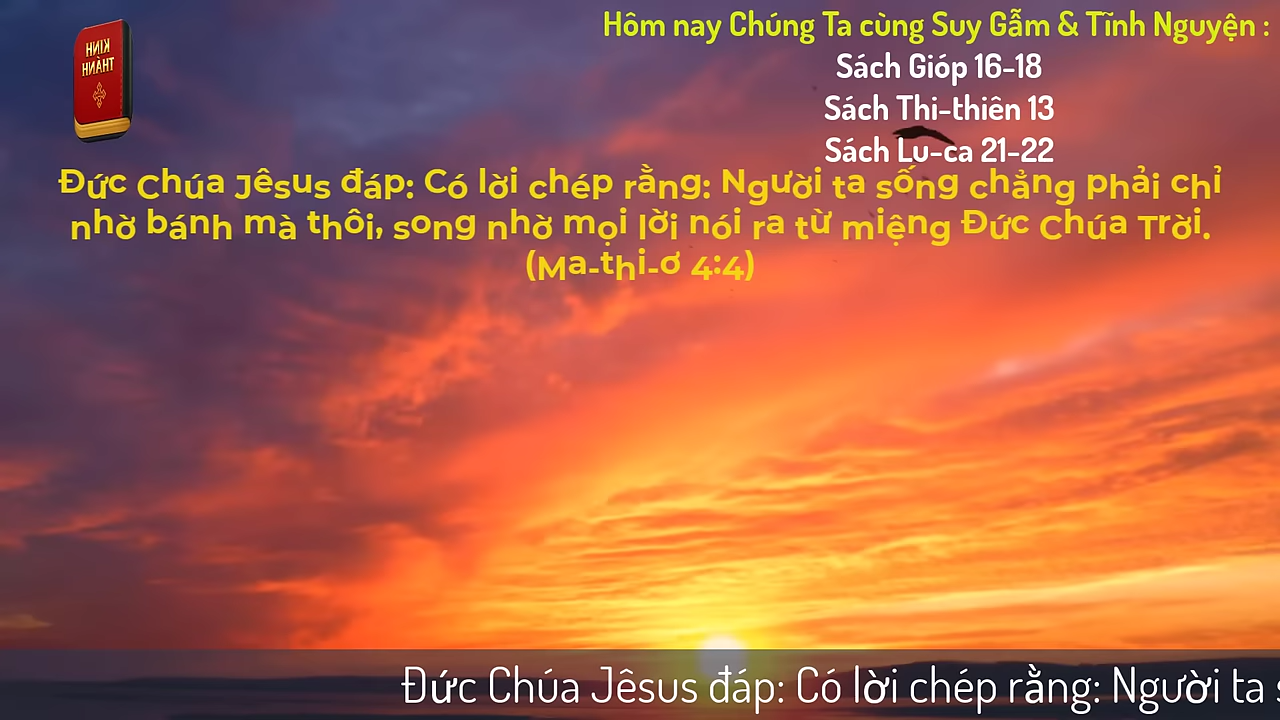 KINH
THÁNH
Hôm nay Chúng Ta cùng Suy Gẫm & Tĩnh Nguyện :
Sách Gióp 16-18
Sách Thi-thiên 13
Sách Lu-ca 21-22
Đức Chúa Jêsus đáp: Có lời chép rằng: Người ta sống chẳng phải chỉ
nhờ bánh mà thôi, song nhờ mọi lời nói ra từ miệng Đức Chúa Trời.
(Ma-thi-ơ 4:4)
Đức Chúa Jêsus đáp: Có lời chép rằng: Người ta